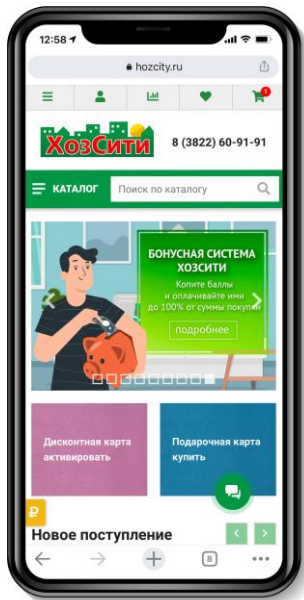 12:58
hozcity.ru
0
ХозСити
8 (3822) 60-91-91
КАТАЛОГ
Поиск по каталогу
БОНУСНАЯ СИСТЕМА
ХОЗСИТИ
Копите баллы
и оплачивайте ими
до 100% от суммы покупки
подробнее
Дисконтная карта
активировать
Подарочная карта
купить
₽
Новое поступление
8